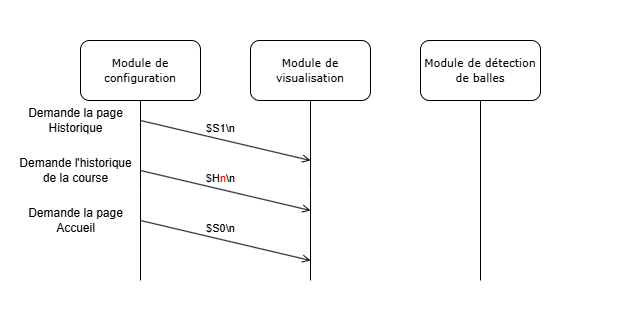 Module de
configuration
Module de
visualisation
Module de détection
de balles
Demande la page
Historique
$S1\n
Demande l'historique
de la course
$Hn\n
Demande la page
Accueil
$S0\n